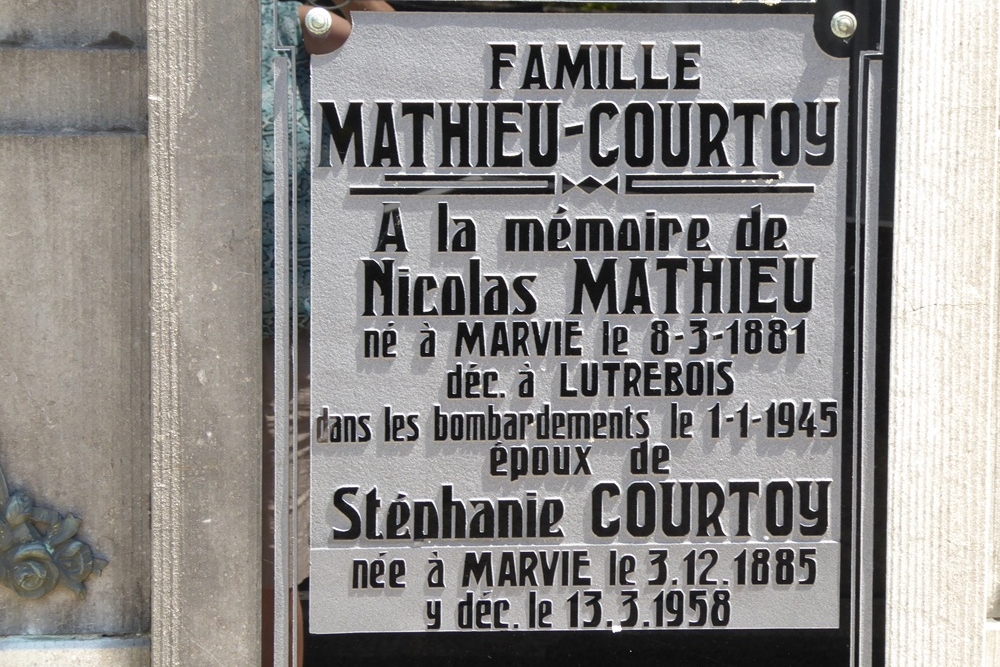 FAMILLE
MATHIEU-COURTOY
A la mémoire de
Nicolas MATHIEU
né à MARVIE le 8-3-1881
déc. à LUTREBOIS
dans les bombardements le 1-1-1945
époux de
Stéphanie COURTOY
née à MARVIE le 3.12.1885
y déc. le 13.3.1958